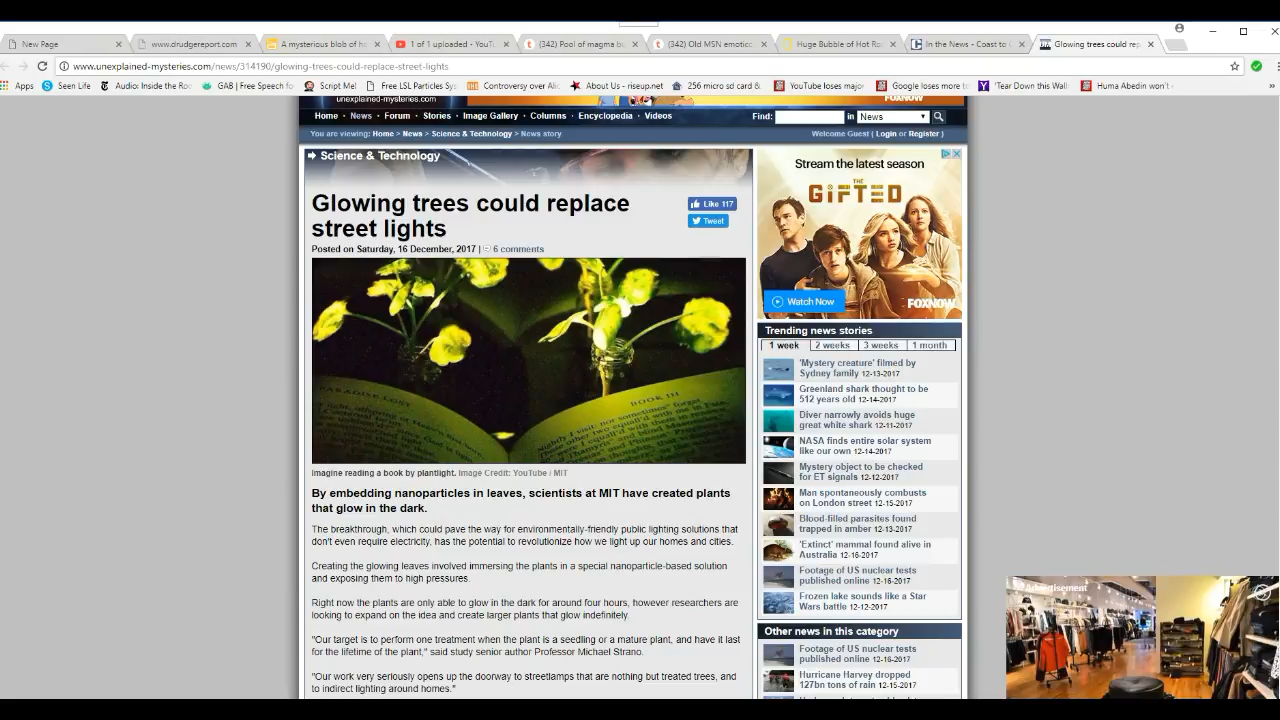 New Page
www.drudgereport.com
A mysterious blob of ho
1 of 1 uploaded - YouTu
(342) Pool of magma bu
(342) Old MSN emotico
Huge Bubble of Hot Ro
In the News - Coast to C
Glowing trees could rep
www.unexplained-mysteries.com/news/314190/glowing-trees-could-replace-street-lights
Apps
Seen Life
Audio: Inside the Ro
GAB | Free Speech fo
Script Mel
Free LSL Particles Sys
Controversy over Alic
About Us - riseup.net
256 micro sd card &
YouTube loses major
Google loses more to
'Tear Down this Wall
Huma Abedin won't
unexplained-mysteries.com
FOXNOW
Home • News • Forum • Stories • Image Gallery • Columns • Encyclopedia • Videos
Find:
in
News
You are viewing: Home > News > Science & Technology > News story
Welcome Guest ( Login or Register )
Science & Technology
Glowing trees could replace
street lights
Like 117
Tweet
Posted on Saturday, 16 December, 2017 | 6 comments
PARADISE LOST
BOOK III
Imagine reading a book by plantlight. Image Credit: YouTube / MIT
By embedding nanoparticles in leaves, scientists at MIT have created plants
that glow in the dark.
The breakthrough, which could pave the way for environmentally-friendly public lighting solutions that
don't even require electricity, has the potential to revolutionize how we light up our homes and cities.
Creating the glowing leaves involved immersing the plants in a special nanoparticle-based solution
and exposing them to high pressures.
Right now the plants are only able to glow in the dark for around four hours, however researchers are
looking to expand on the idea and create larger plants that glow indefinitely.
"Our target is to perform one treatment when the plant is a seedling or a mature plant, and have it last
for the lifetime of the plant," said study senior author Professor Michael Strano.
"Our work very seriously opens up the doorway to streetlamps that are nothing but treated trees, and
to indirect lighting around homes."
Stream the latest season
THE
GIFTED
Watch Now
FOXNOW
Trending news stories
1 week
2 weeks
3 weeks
1 month
'Mystery creature' filmed by
Sydney family 12-13-2017
Greenland shark thought to be
512 years old 12-14-2017
Diver narrowly avoids huge
great white shark 12-11-2017
NASA finds entire solar system
like our own 12-14-2017
Mystery object to be checked
for ET signals 12-12-2017
Man spontaneously combusts
on London street 12-15-2017
Blood-filled parasites found
trapped in amber 12-13-2017
'Extinct' mammal found alive in
Australia 12-16-2017
Footage of US nuclear tests
published online 12-16-2017
Frozen lake sounds like a Star
Wars battle 12-12-2017
Other news in this category
Footage of US nuclear tests
published online 12-16-2017
Hurricane Harvey dropped
127bn tons of rain 12-15-2017
Advertisement